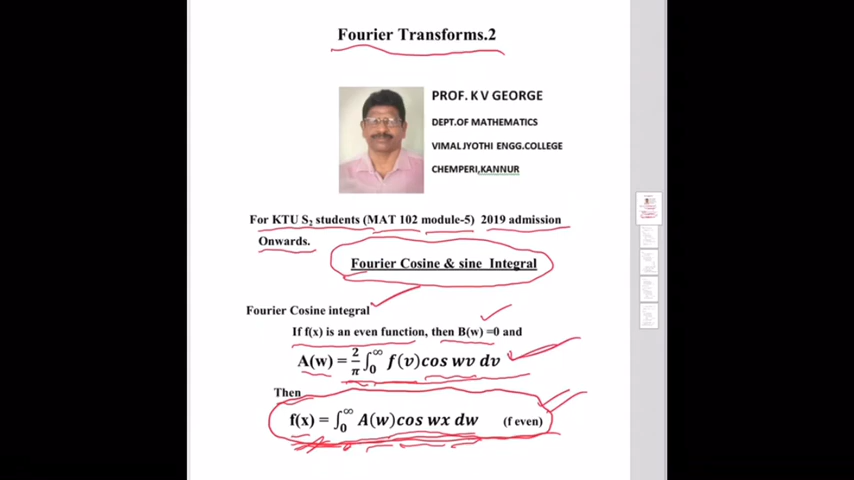 Fourier Transforms.2
PROF. K V GEORGE
DEPT.OF MATHEMATICS
VIMAL JYOTHI ENGG.COLLEGE
CHEMPERI,KANNUR
For KTU S₂ students (MAT 102 module-5) 2019 admission
Onwards.
Fourier Cosine & sine Integral
Fourier Cosine integral
If f(x) is an even function, then B(w) =0 and
A(w) = 2/π ∫₀^∞ f(v)cos wv dv
Then
f(x) = ∫₀^∞ A(w)cos wx dw (f even)